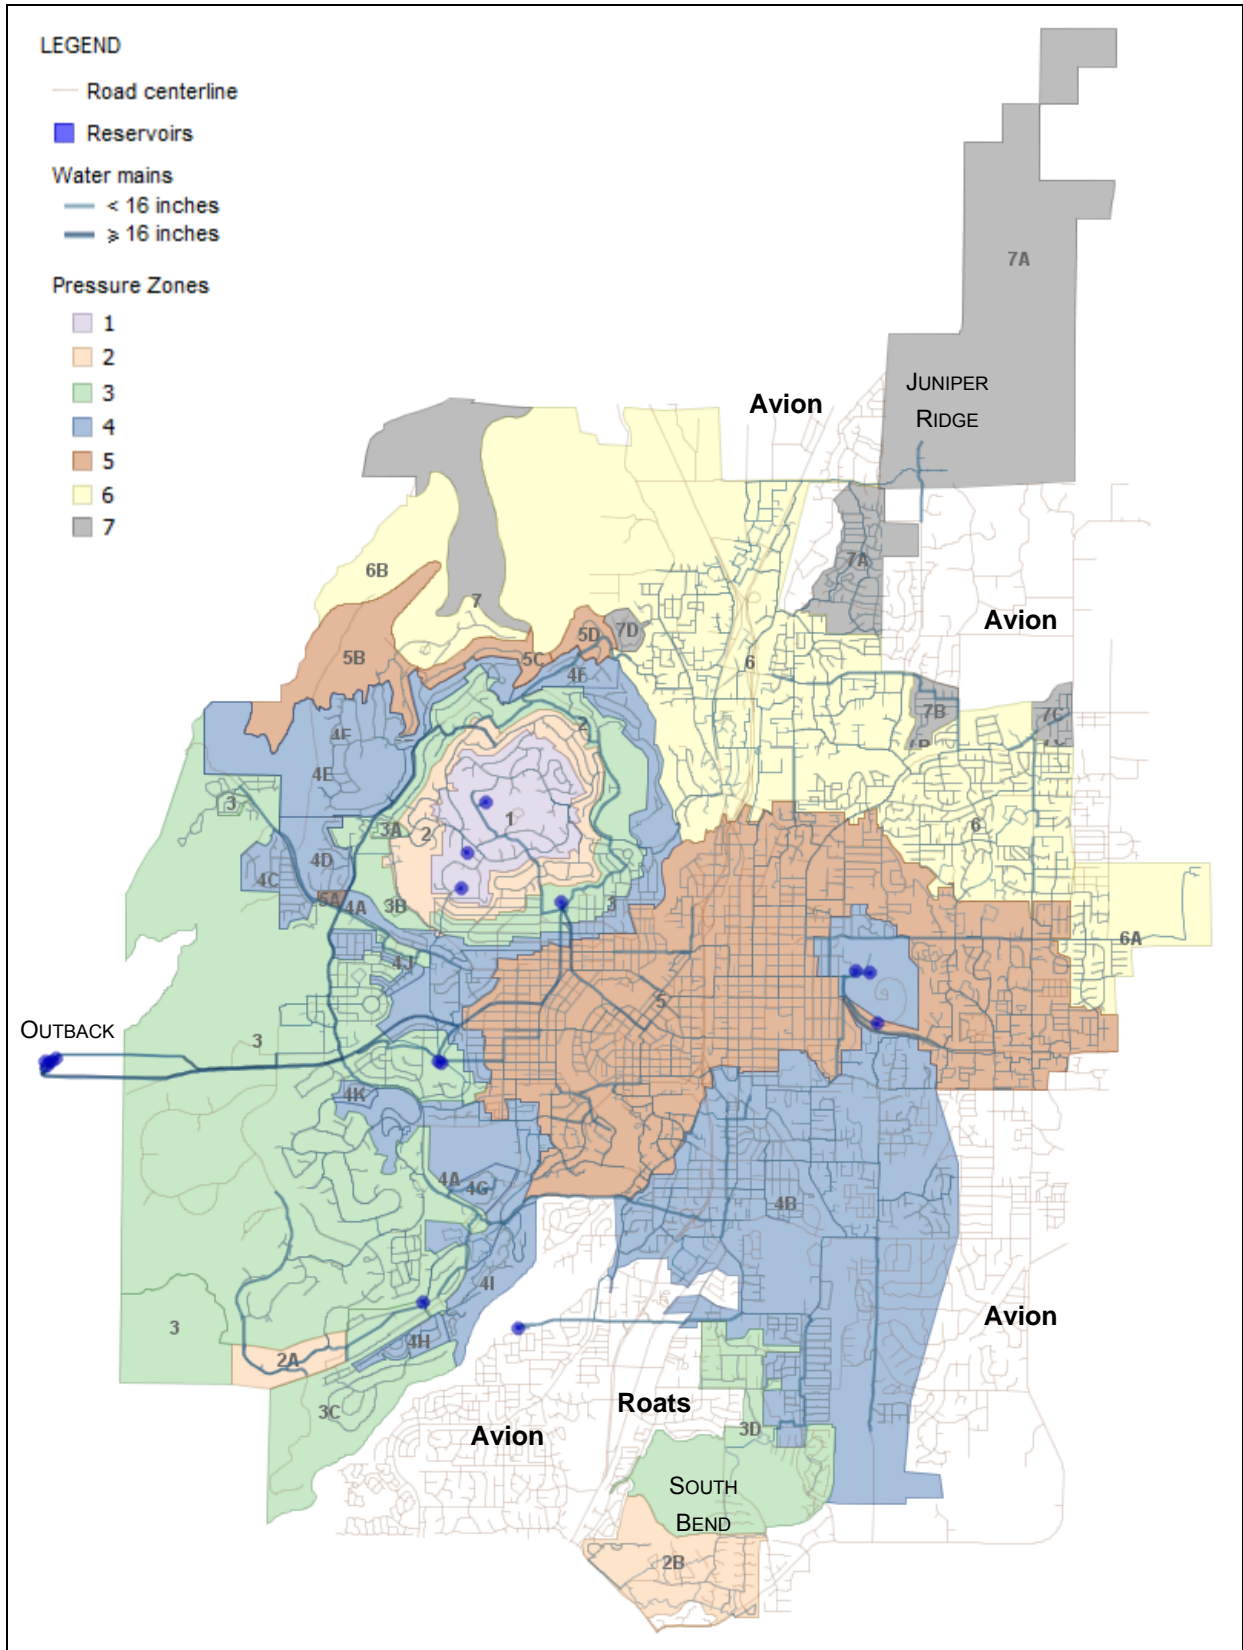 LEGEND
Road centerline
Reservoirs
Water mains
< 16 inches
≥ 16 inches
Pressure Zones
1
2
3
4
5
6
7
7A
JUNIPER
RIDGE
Avion
7A
6B
7
Avion
5D
7D
5B
5C
6
4F
7B
7C
2
4E
4E
3
1
3A
2
6
4D
4C
5A
4A
3B
3
6A
4J
5
OUTBACK
3
4K
4A
4G
4B
4I
3
Avion
4H
2A
Roats
3C
3D
Avion
SOUTH
BEND
2B